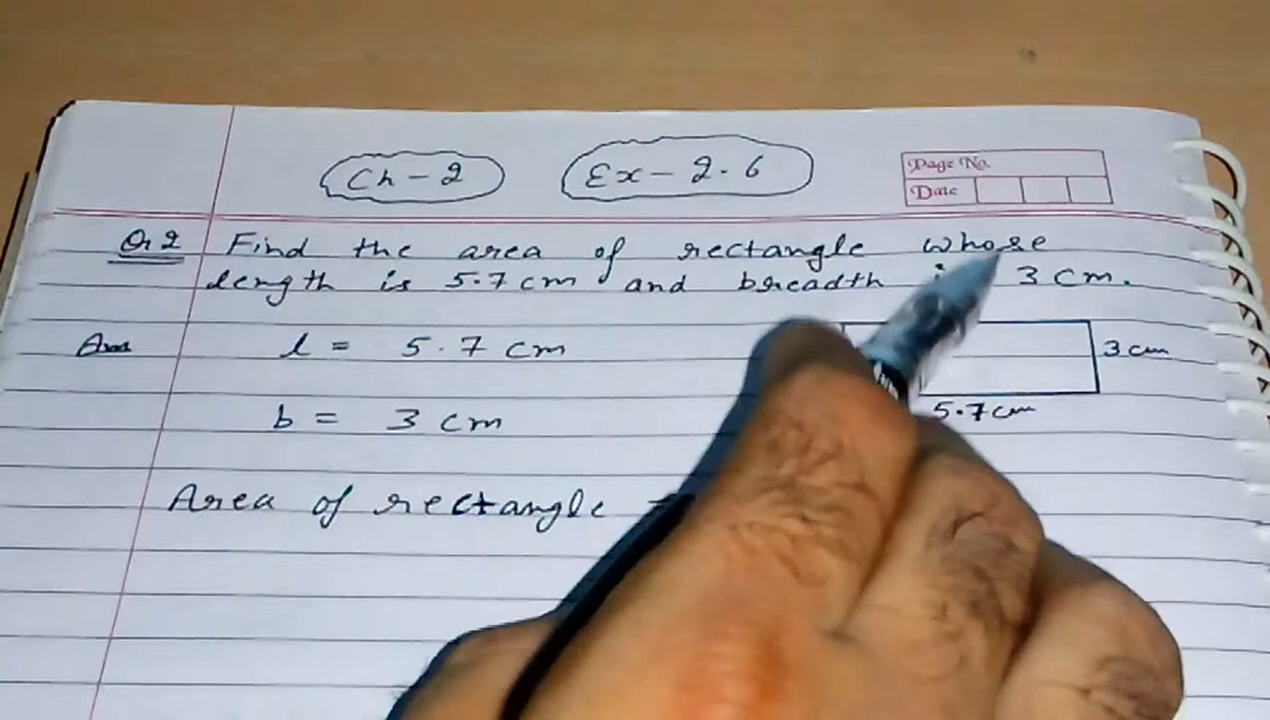 Ch - 2
Ex - 2.6
Page No.
Date
Q2 Find the area of rectangle whose
length is 5.7 cm and breadth 3 cm.
Ans l = 5.7 cm
3 cm
b = 3 cm
5.7 cm
Area of rectangle =